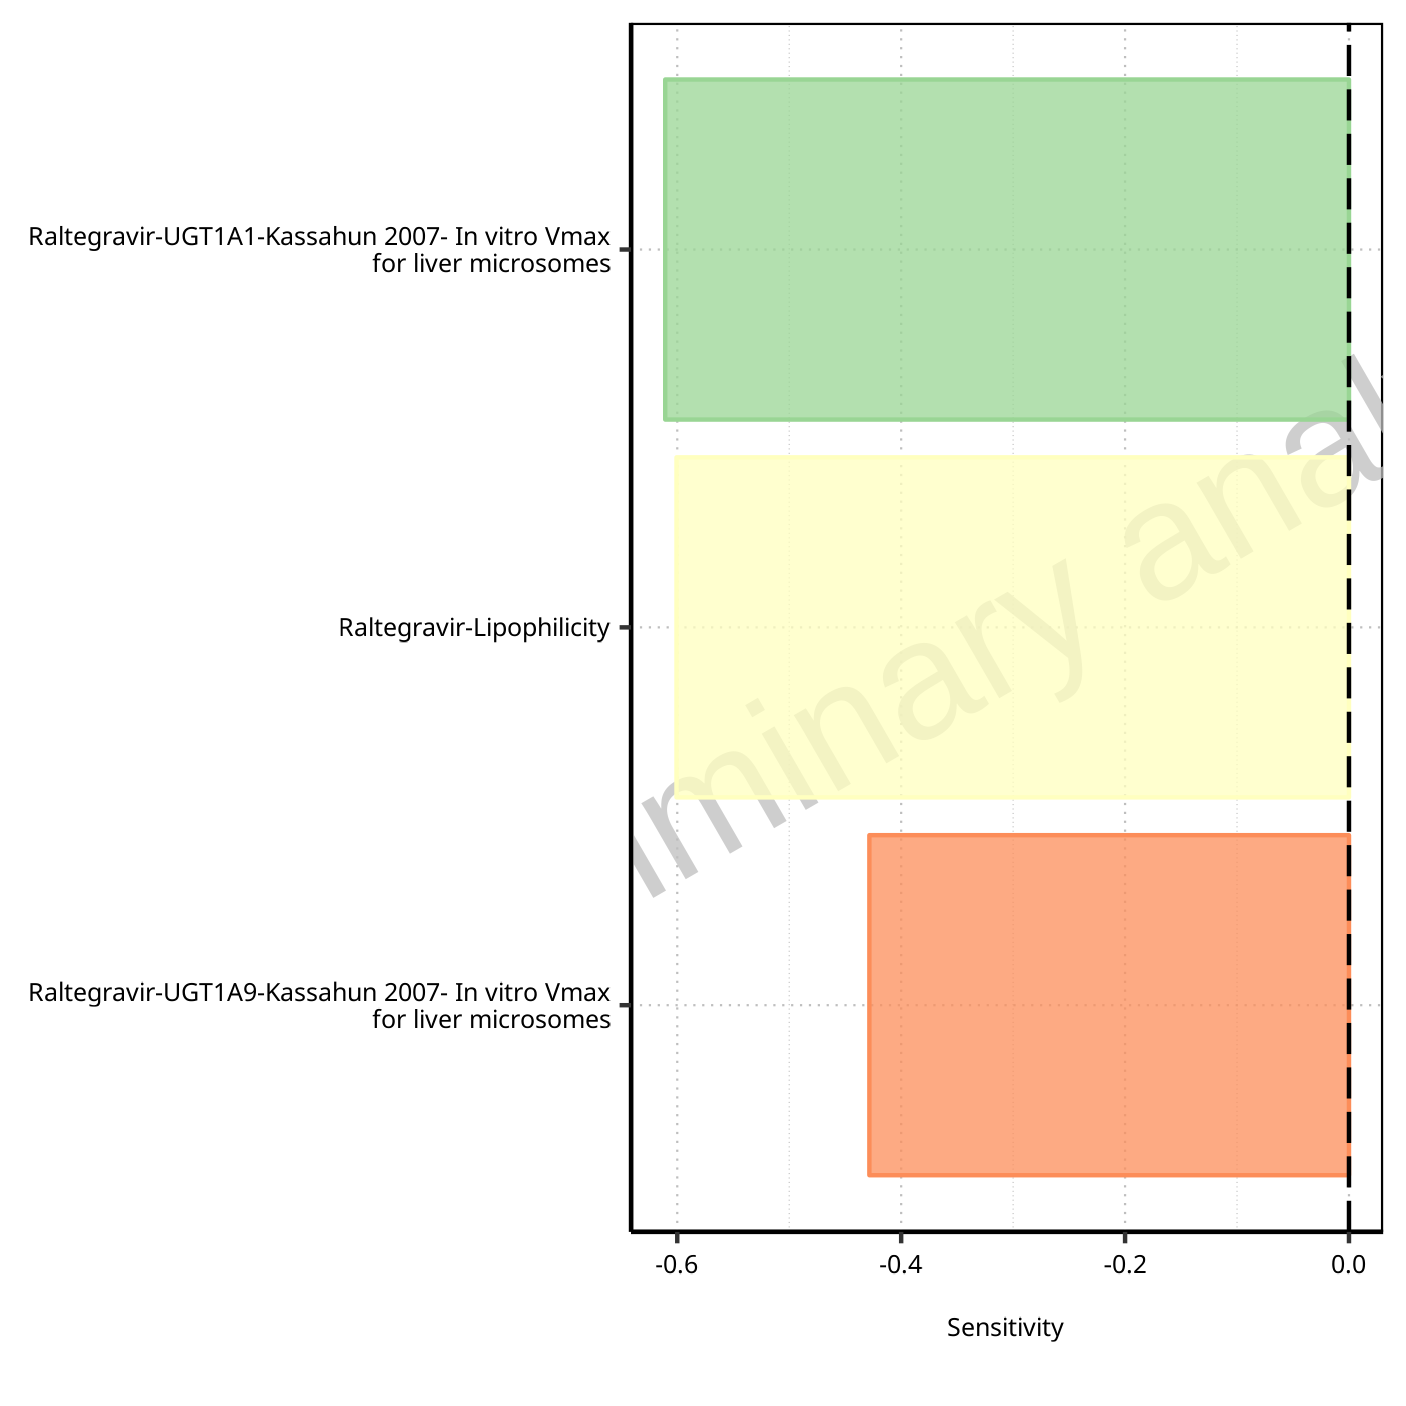 Raltegravir-UGT1A1-Kassahun 2007- In vitro Vmax
for liver microsomes
Raltegravir-Lipophilicity
Raltegravir-UGT1A9-Kassahun 2007- In vitro Vmax
for liver microsomes
-0.6 -0.4 -0.2 0.0
Sensitivity